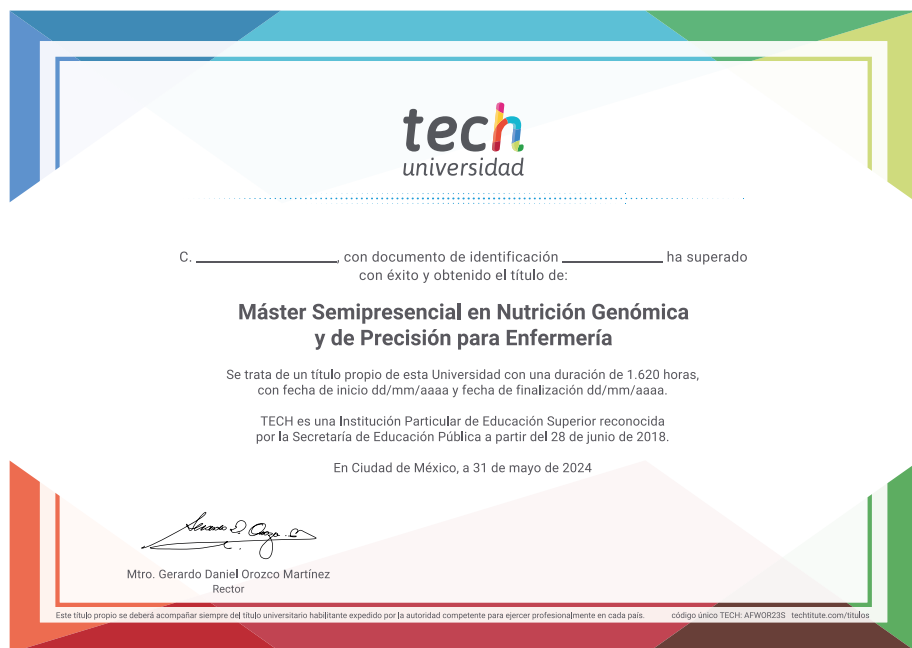 tech
universidad
C. ____________________, con documento de identificación ______________ ha superado
con éxito y obtenido el título de:
Máster Semipresencial en Nutrición Genómica
y de Precisión para Enfermería
Se trata de un título propio de esta Universidad con una duración de 1.620 horas,
con fecha de inicio dd/mm/aaaa y fecha de finalización dd/mm/aaaa.
TECH es una Institución Particular de Educación Superior reconocida
por la Secretaría de Educación Pública a partir del 28 de junio de 2018.
En Ciudad de México, a 31 de mayo de 2024
Mtro. Gerardo Daniel Orozco Martínez
Rector
Este título propio se deberá acompañar siempre del título universitario habilitante expedido por la autoridad competente para ejercer profesionalmente en cada país. código único TECH: AFWOR23S techtitute.com/titulos